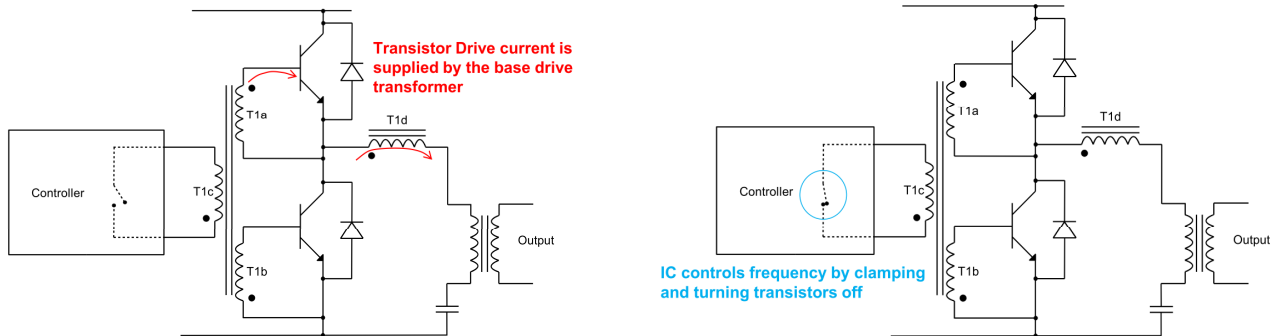 Transistor Drive current is
supplied by the base drive
transformer
T1a
T1d
Controller
T1c
T1b
Output
T1a
T1d
Controller
T1c
T1b
Output
IC controls frequency by clamping
and turning transistors off